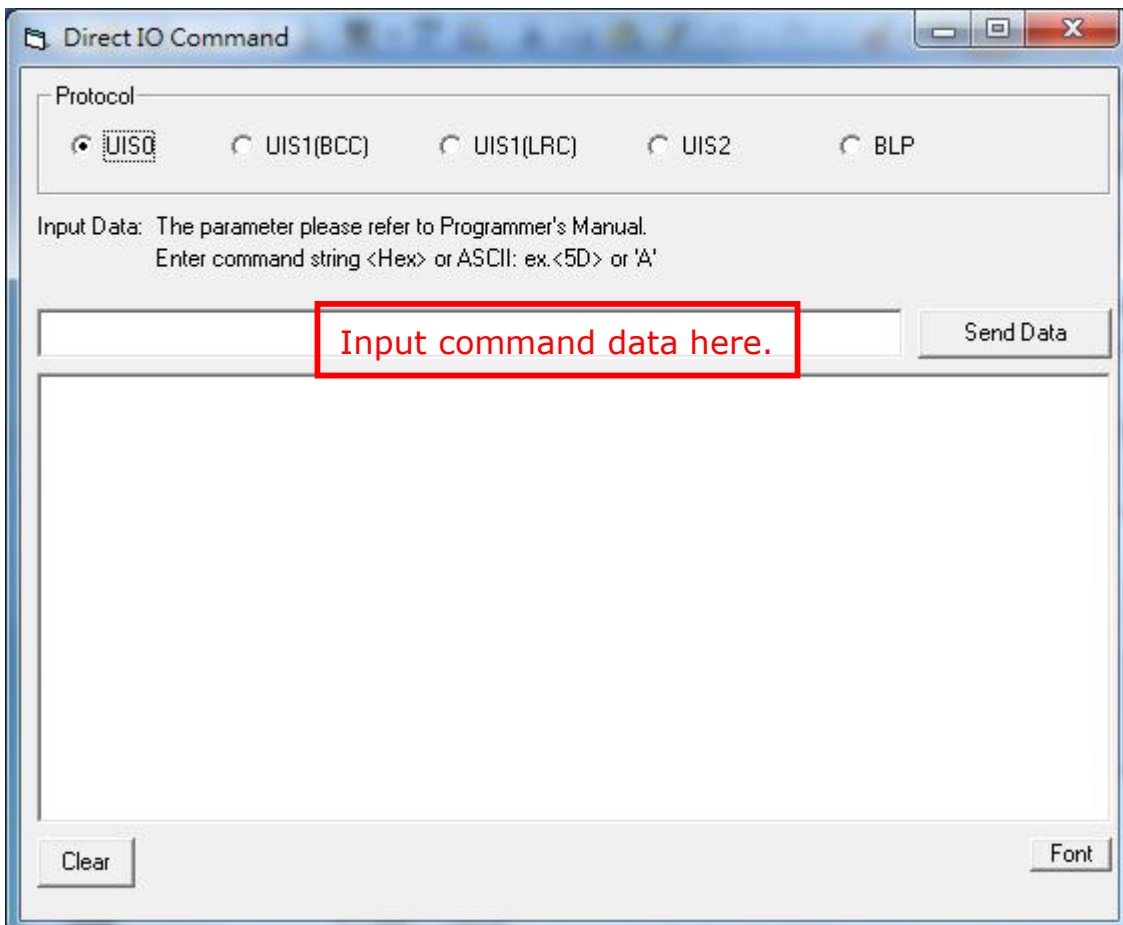 Direct IO Command
Protocol
UIS0 UIS1(BCC) UIS1(LRC) UIS2 BLP
Input Data: The parameter please refer to Programmer's Manual.
Enter command string <Hex> or ASCII: ex.<5D> or 'A'
Input command data here.
Send Data
Clear
Font